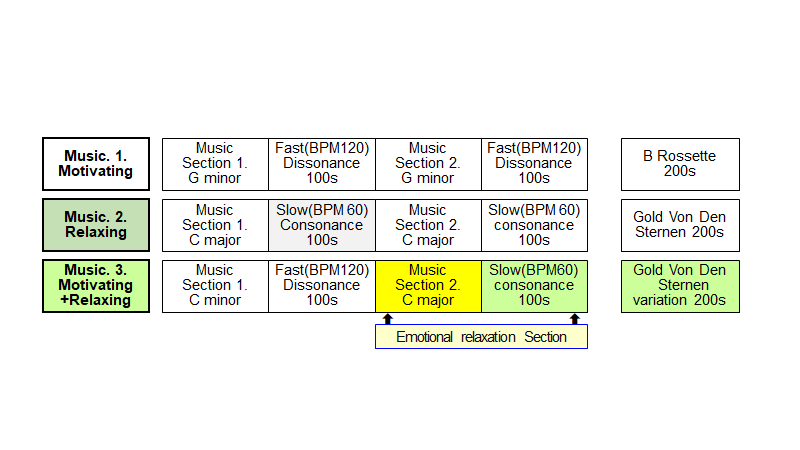 Music. 1.
Motivating
Music
Section 1.
G minor
Fast(BPM120)
Dissonance
100s
Music
Section 2.
G minor
Fast(BPM120)
Dissonance
100s
B Rossette
200s
Music. 2.
Relaxing
Music
Section 1.
C major
Slow(BPM 60)
Consonance
100s
Music
Section 2.
C major
Slow(BPM 60)
consonance
100s
Gold Von Den
Sternen 200s
Music. 3.
Motivating
+Relaxing
Music
Section 1.
C minor
Fast(BPM120)
Dissonance
100s
Music
Section 2.
C major
Slow(BPM60)
consonance
100s
Gold Von Den
Sternen
variation 200s
Emotional relaxation Section